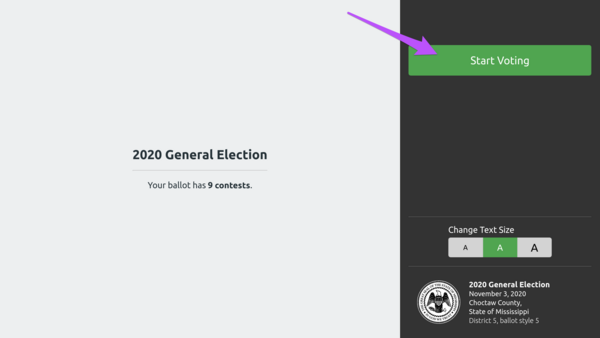 Start Voting
2020 General Election
Your ballot has 9 contests.
Change Text Size
A A A
2020 General Election
November 3, 2020
Choctaw County,
State of Mississippi
District 5, ballot style 5